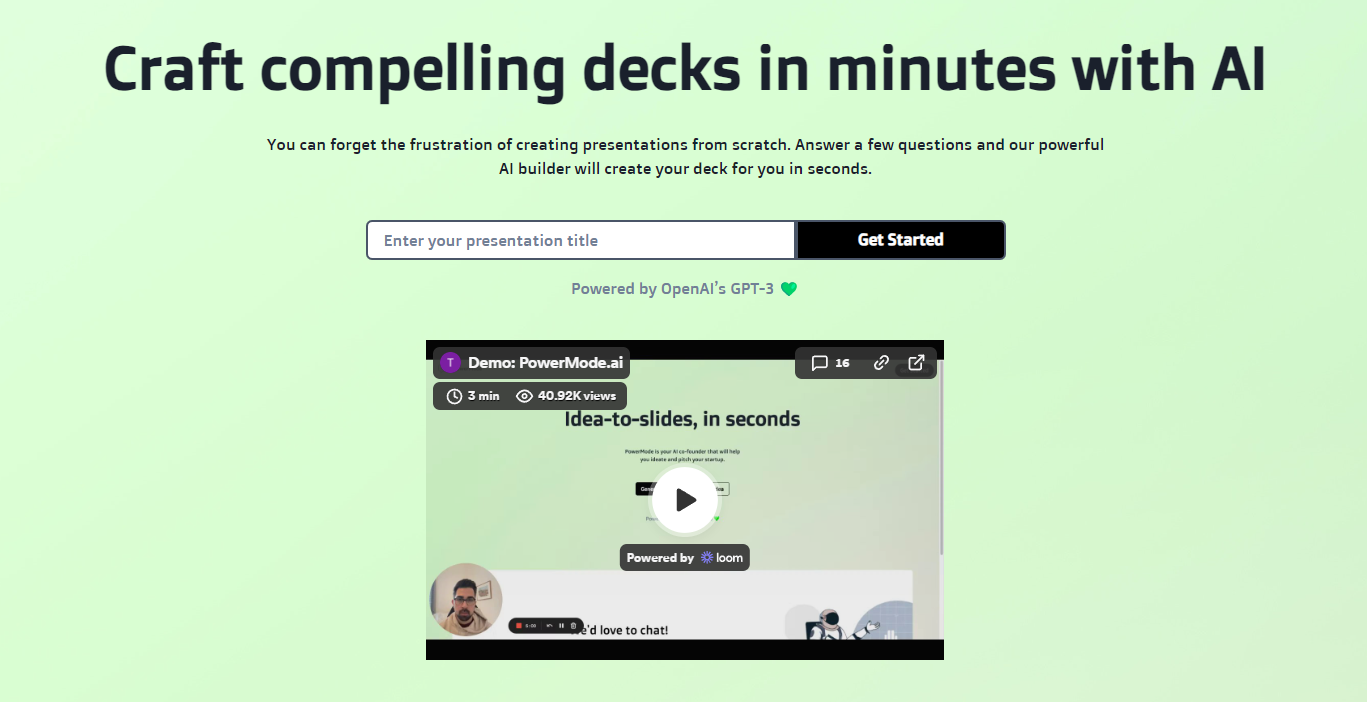 Craft compelling decks in minutes with AI
You can forget the frustration of creating presentations from scratch. Answer a few questions and our powerful
AI builder will create your deck for you in seconds.
Enter your presentation title
Get Started
Powered by OpenAI's GPT-3 💚
T
Demo: PowerMode.ai
16
3 min
40.92K views
Idea-to-slides, in seconds
PowerMode is your AI co-founder that will help
you ideate and pitch your startup.
Powered by loom
0:00
e'd love to chat!